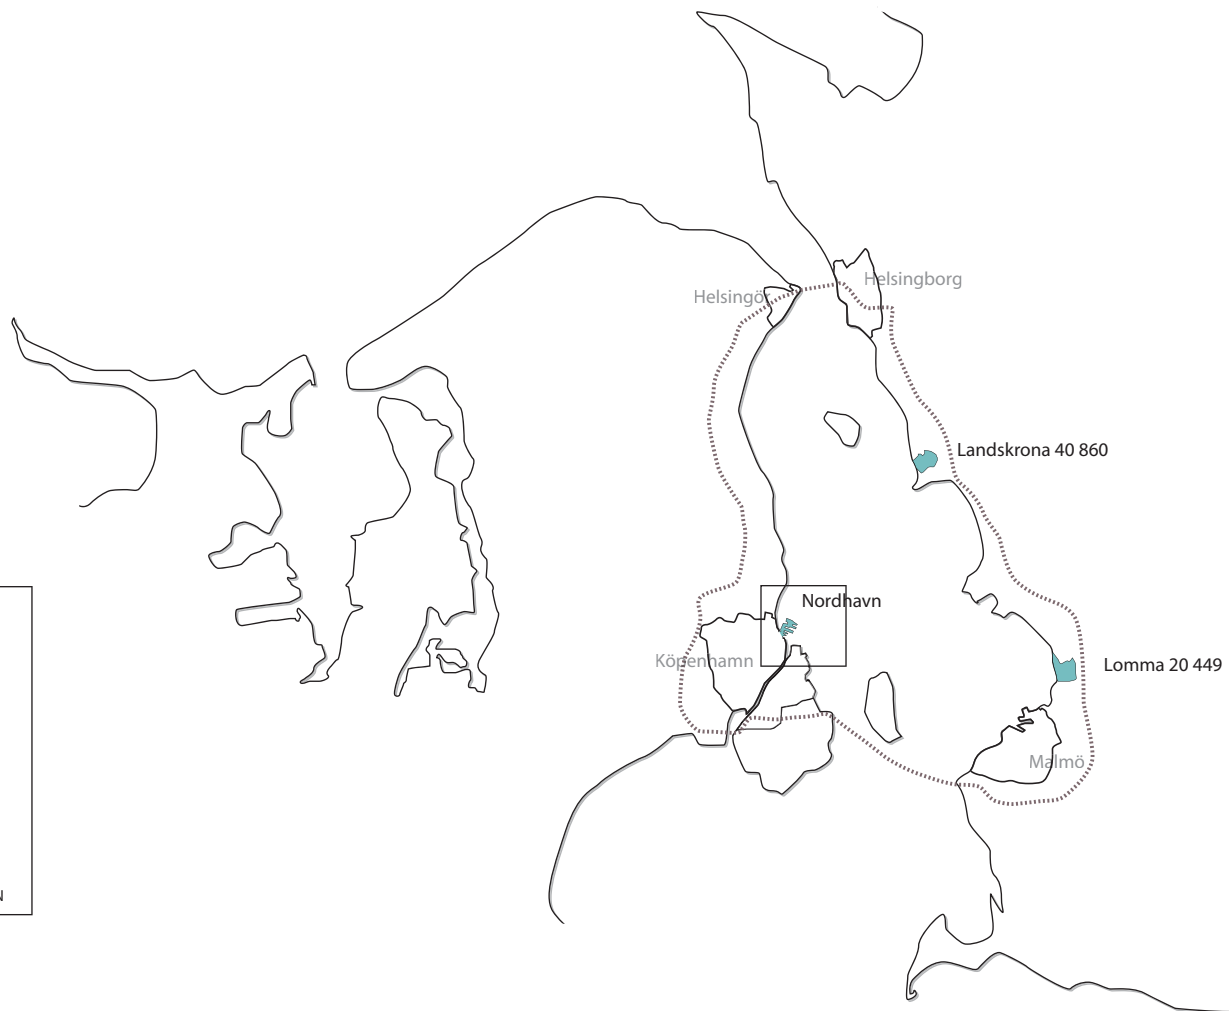 Helsingborg
Helsingör
Landskrona 40 860
Nordhavn
Köpenhamn
Lomma 20 449
Malmö
N